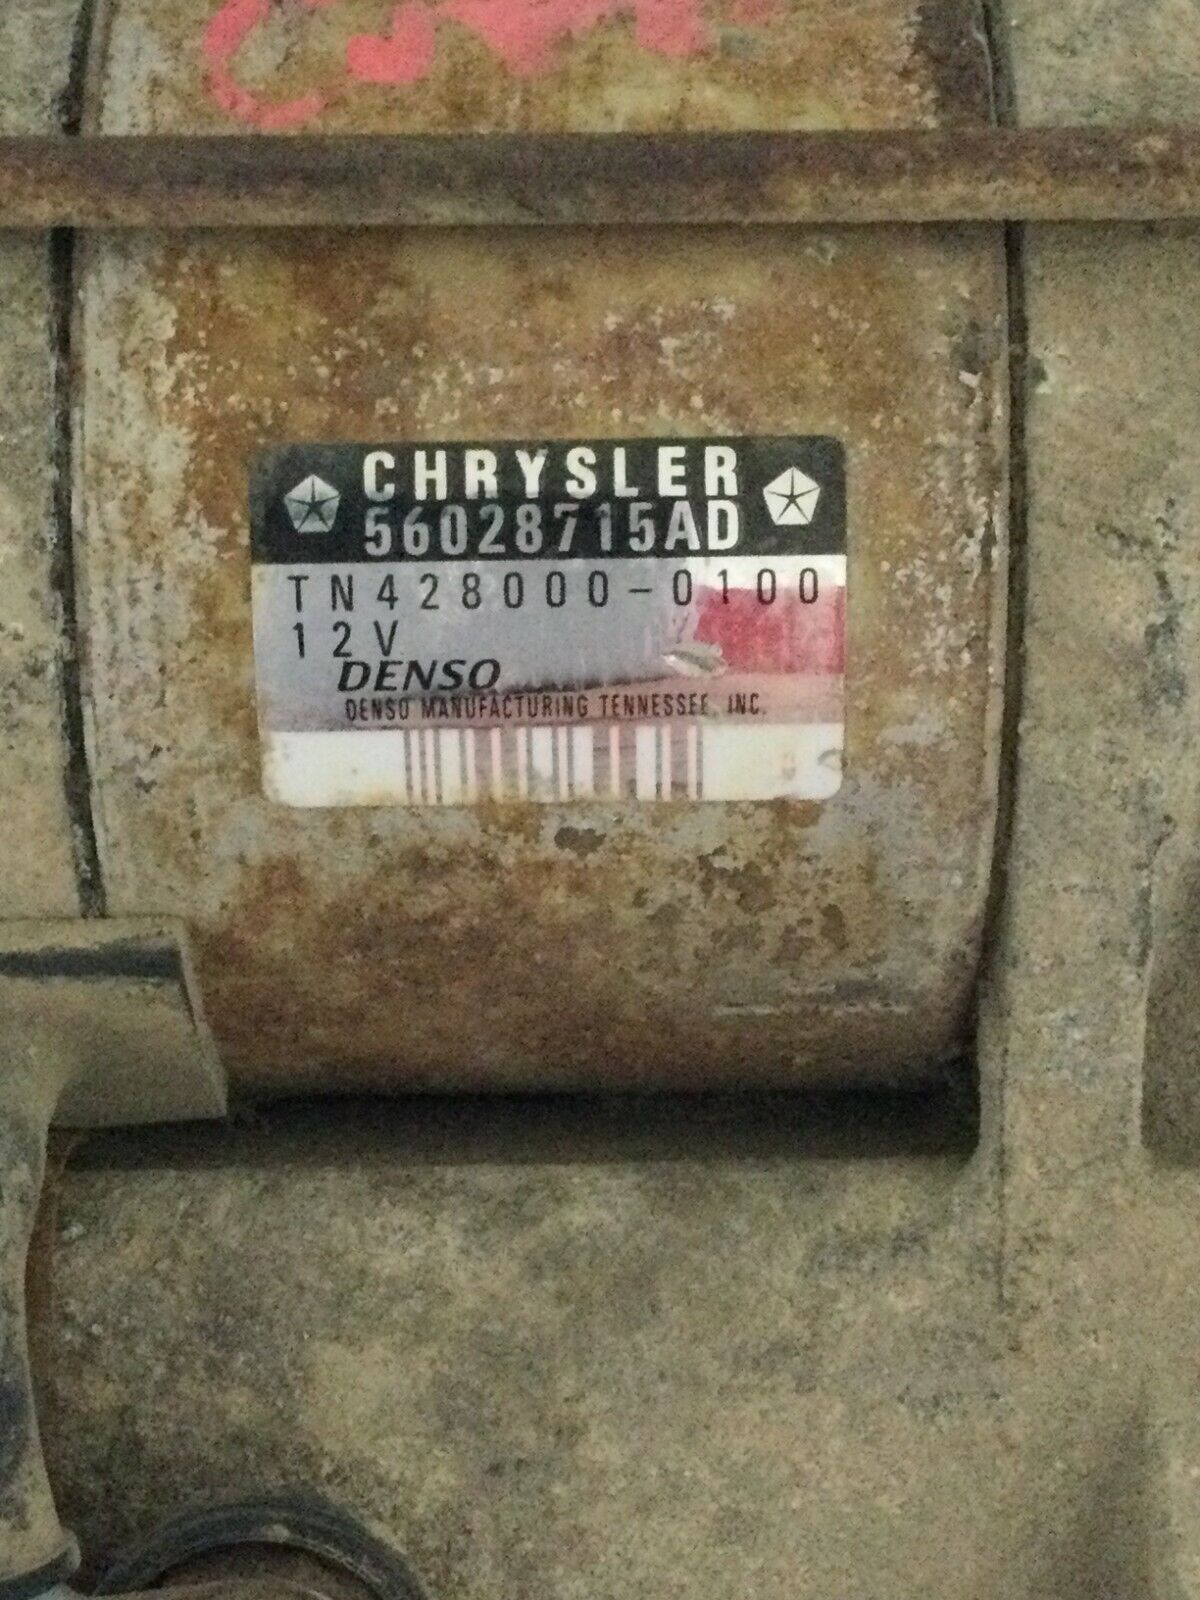 CHRYSLER
56028715AD
TN428000-0100
12V
DENSO
DENSO MANUFACTURING TENNESSEE, INC.